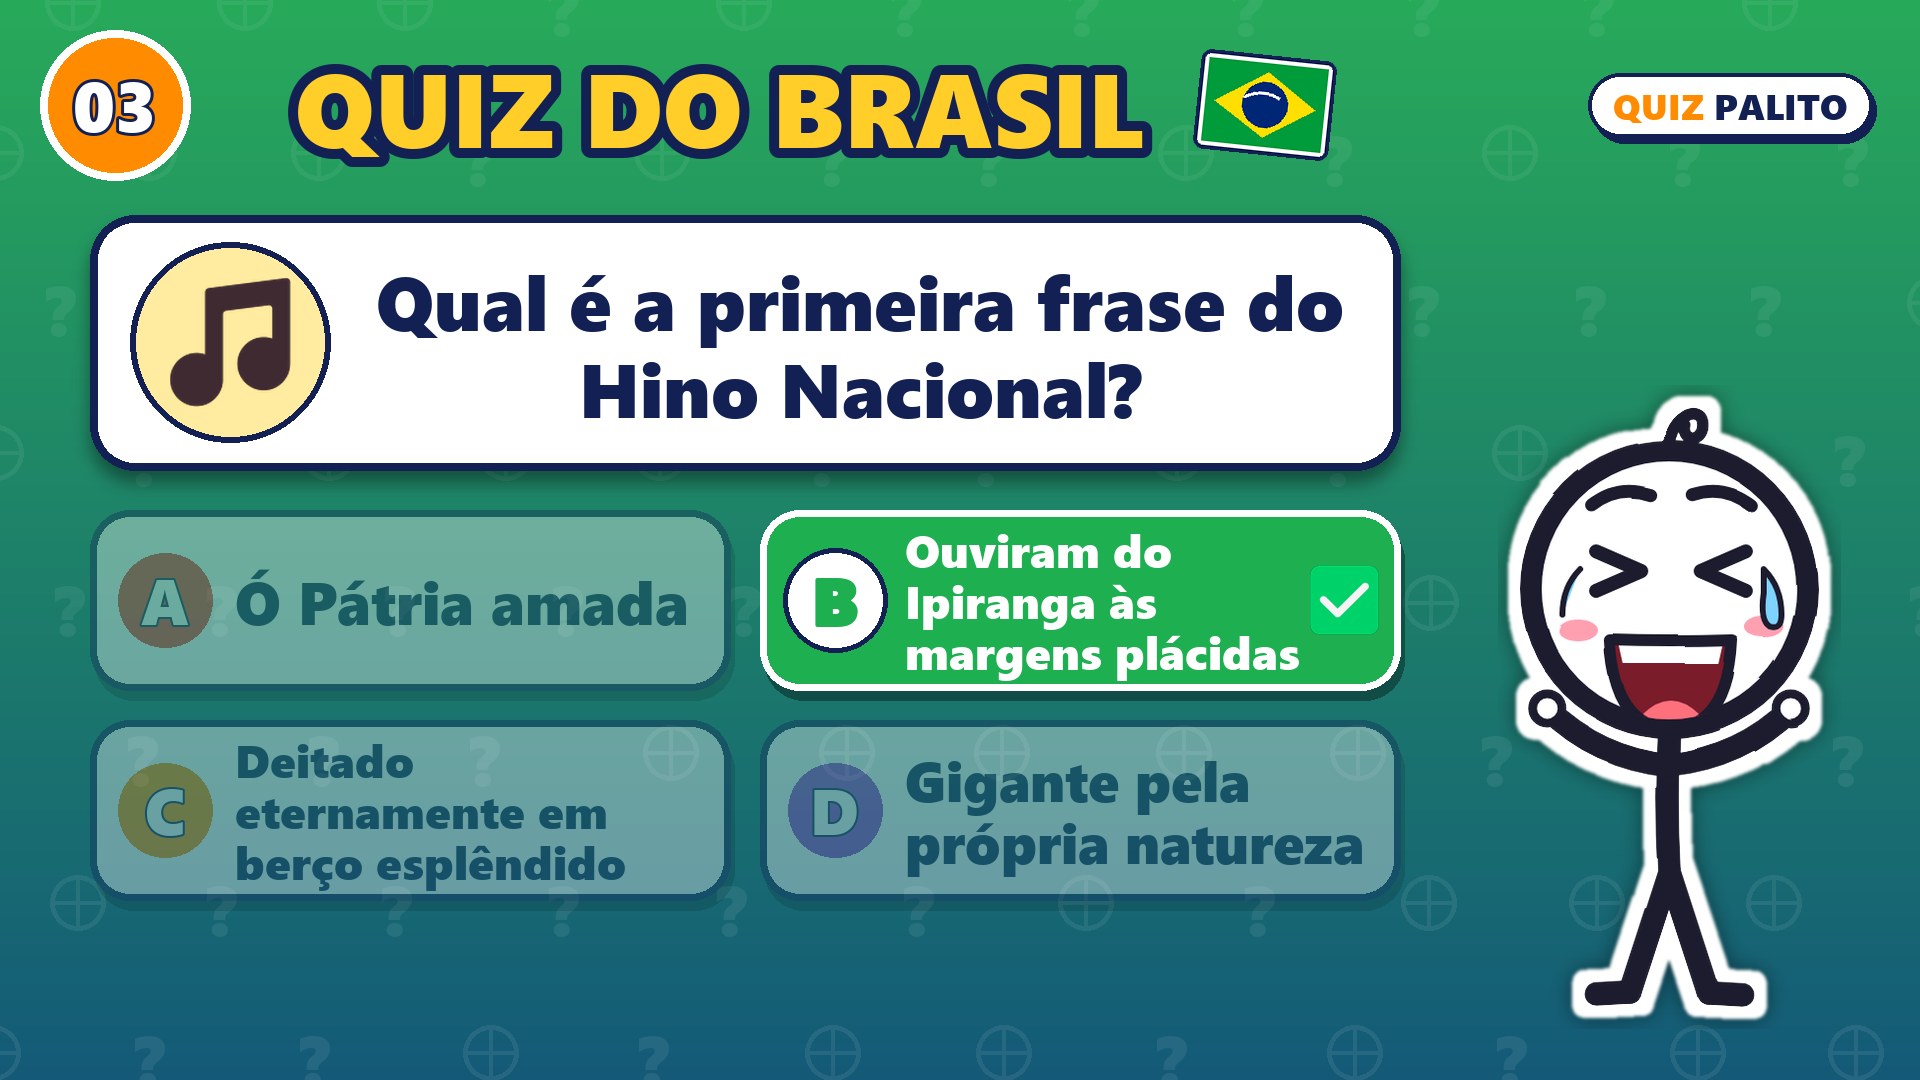 03
QUIZ DO BRASIL
QUIZ PALITO
Qual é a primeira frase do
Hino Nacional?
A
Ó Pátria amada
B
Ouviram do
Ipiranga às
margens plácidas
C
Deitado
eternamente em
berço esplêndido
D
Gigante pela
própria natureza